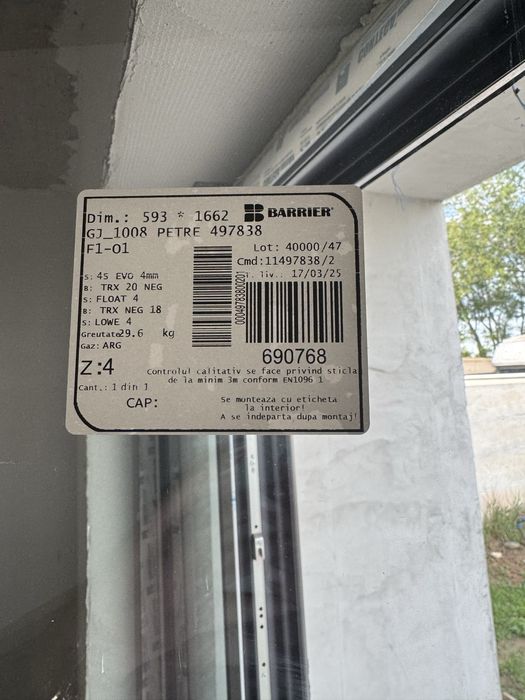 Dim.: 593 * 1662 BARRIER
GJ_1008 PETRE 497838
F1-01
Lot: 40000/47
Cmd:11497838/2
T. liv.: 17/03/25
S: 4S EVO 4mm
B: TRX 20 NEG
S: FLOAT 4
B: TRX NEG 18
S: LOWE 4
Greutate29.6 kg
Gaz: ARG
690768
Z:4
Controlul calitativ se face privind sticla
de la minim 3m conform EN1096 1
Cant.: 1 din 1
CAP:
Se monteaza cu eticheta
la interior!
A se indeparta dupa montaj!